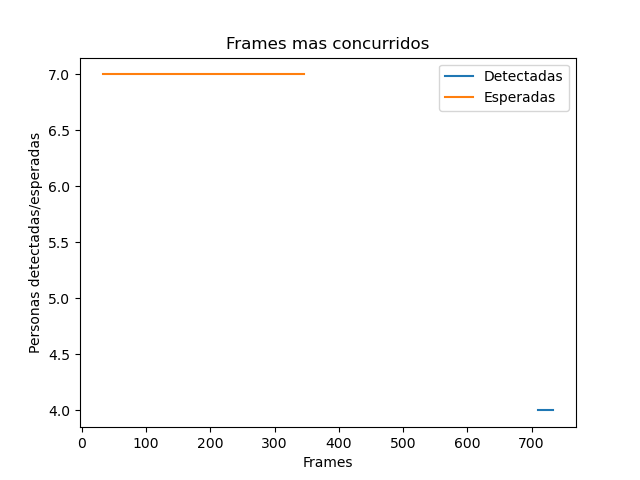 Frames mas concurridos
Detectadas
Esperadas
Personas detectadas/esperadas
7.0
6.5
6.0
5.5
5.0
4.5
4.0
0 100 200 300 400 500 600 700
Frames